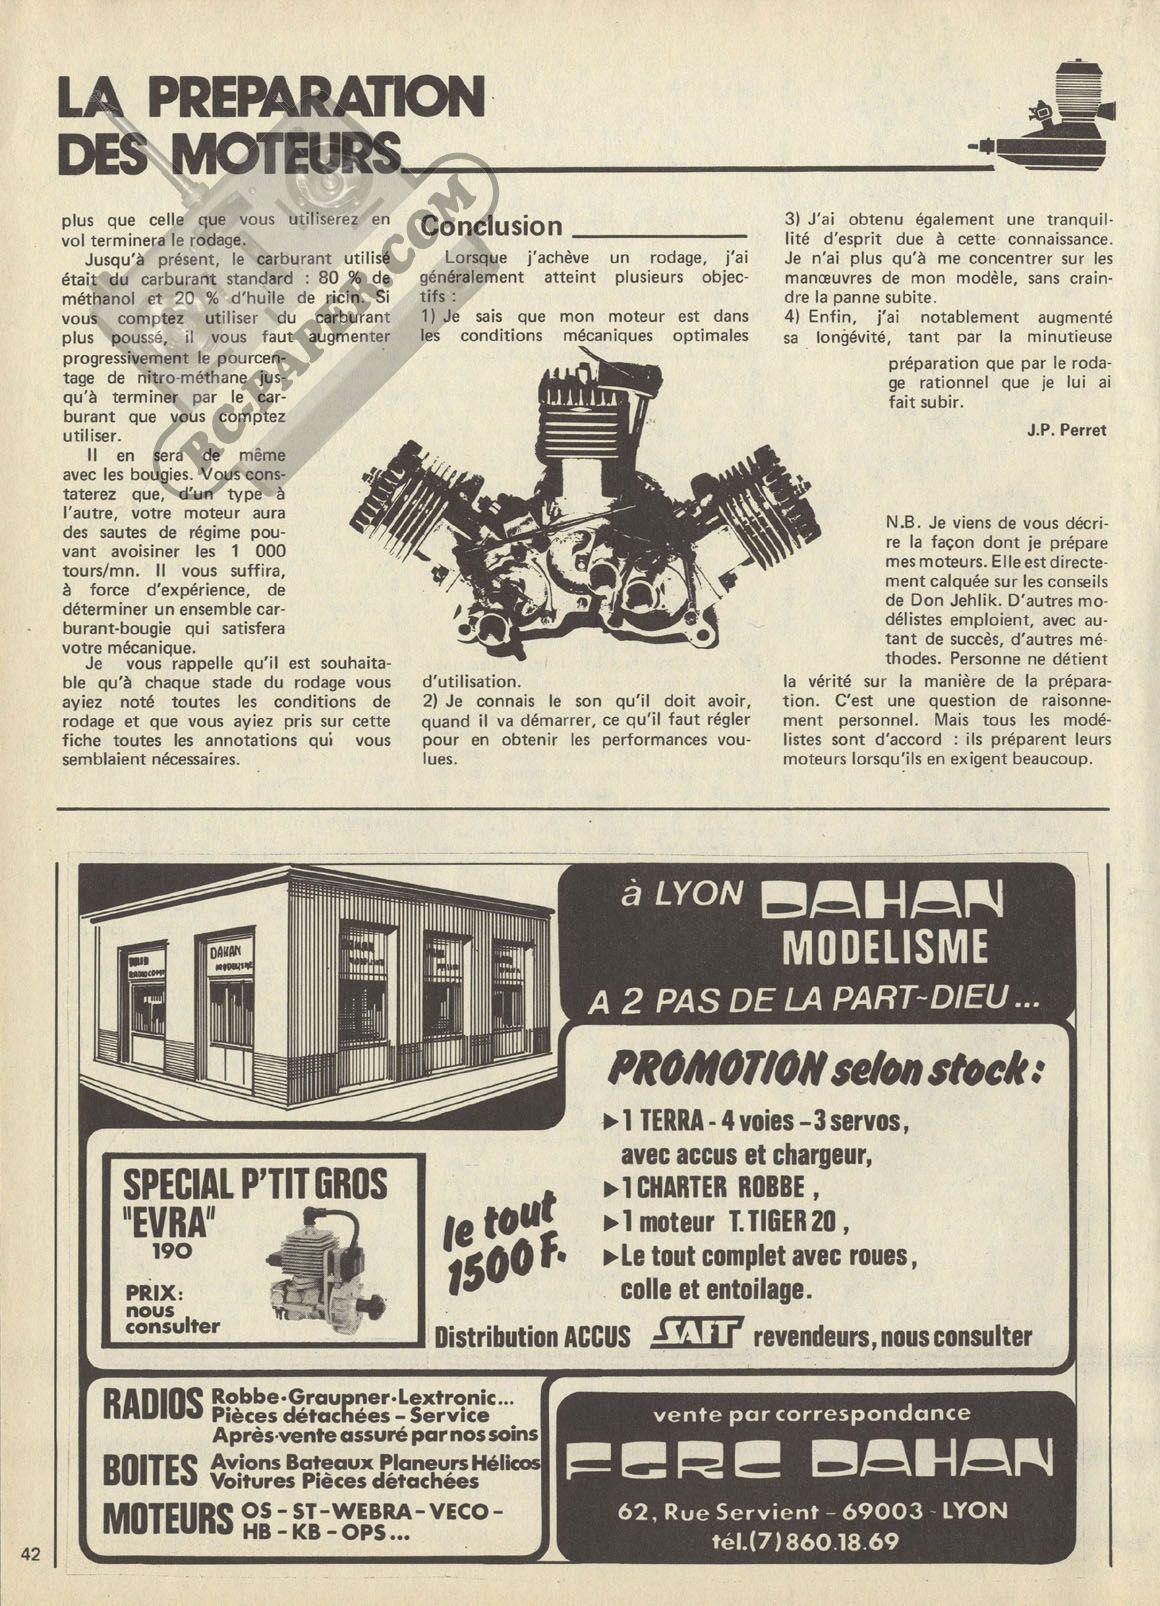 LA PREPARATION
DES MOTEURS
plus que celle que vous utiliserez en
vol terminera le rodage.
Jusqu'à présent, le carburant utilisé
était du carburant standard : 80 % de
méthanol et 20 % d'huile de ricin. Si
vous comptez utiliser du carburant
plus poussé, il vous faut augmenter
progressivement le pourcen-
tage de nitro-méthane jus-
qu'à terminer par le car-
burant que vous comptez
utiliser.
Il en sera de même
avec les bougies. Vous cons-
taterez que, d'un type à
l'autre, votre moteur aura
des sautes de régime pou-
vant avoisiner les 1 000
tours/mn. Il vous suffira,
à force d'expérience, de
déterminer un ensemble car-
burant-bougie qui satisfera
votre mécanique.
Je vous rappelle qu'il est souhaita-
ble qu'à chaque stade du rodage vous
ayiez noté toutes les conditions de
rodage et que vous ayiez pris sur cette
fiche toutes les annotations qui vous
semblaient nécessaires.
Conclusion
Lorsque j'achève un rodage, j'ai
généralement atteint plusieurs objec-
tifs :
1) Je sais que mon moteur est dans
les conditions mécaniques optimales
d'utilisation.
2) Je connais le son qu'il doit avoir,
quand il va démarrer, ce qu'il faut régler
pour en obtenir les performances vou-
lues.
3) J'ai obtenu également une tranquil-
lité d'esprit due à cette connaissance.
Je n'ai plus qu'à me concentrer sur les
manœuvres de mon modèle, sans crain-
dre la panne subite.
4) Enfin, j'ai notablement augmenté
sa longévité, tant par la minutieuse
préparation que par le roda-
ge rationnel que je lui ai
fait subir.
J.P. Perret
N.B. Je viens de vous décri-
re la façon dont je prépare
mes moteurs. Elle est directe-
ment calquée sur les conseils
de Don Jehlik. D'autres mo-
délistes emploient, avec au-
tant de succès, d'autres mé-
thodes. Personne ne détient
la vérité sur la manière de la prépara-
tion. C'est une question de raisonne-
ment personnel. Mais tous les modé-
listes sont d'accord : ils préparent leurs
moteurs lorsqu'ils en exigent beaucoup.
RC-PAPER.COM
DAHAN
MODELISME
à LYON DAHAN
MODELISME
A 2 PAS DE LA PART-DIEU...
PROMOTION selon stock :
▸1 TERRA - 4 voies - 3 servos,
avec accus et chargeur,
▸1 CHARTER ROBBE ,
▸1 moteur T. TIGER 20 ,
▸Le tout complet avec roues,
colle et entoilage.
le tout
1500 F.
SPECIAL P'TIT GROS
"EVRA"
190
PRIX:
nous
consulter
Distribution ACCUS SAFT revendeurs, nous consulter
RADIOS Robbe-Graupner-Lextronic...
Pièces détachées - Service
Après-vente assuré par nos soins
BOITES Avions Bateaux Planeurs Hélicos
Voitures Pièces détachées
MOTEURS OS - ST - WEBRA - VECO -
HB - KB - OPS ...
vente par correspondance
FGRC DAHAN
62, Rue Servient - 69003 - LYON
tél.(7) 860.18.69
42